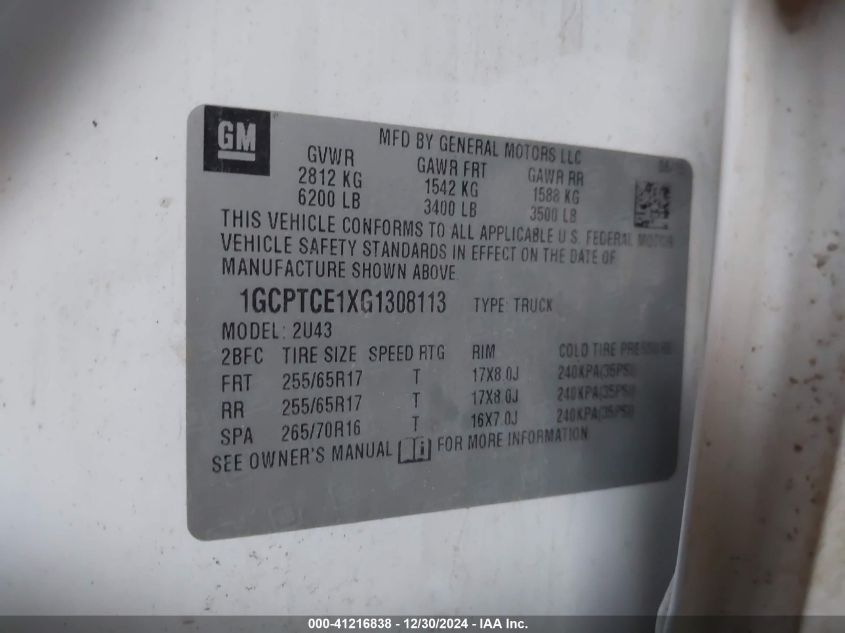 GM
MFD BY GENERAL MOTORS LLC
GVWR GAWR FRT GAWR RR
2812 KG 1542 KG 1588 KG
6200 LB 3400 LB 3500 LB
THIS VEHICLE CONFORMS TO ALL APPLICABLE U.S. FEDERAL MOTOR
VEHICLE SAFETY STANDARDS IN EFFECT ON THE DATE OF
MANUFACTURE SHOWN ABOVE.
1GCPTCE1XG1308113 TYPE: TRUCK
MODEL: 2U43
2BFC TIRE SIZE SPEED RTG RIM COLD TIRE PRESSURE
FRT 255/65R17 T 17X8.0J 240KPA(35PSI)
RR 255/65R17 T 17X8.0J 240KPA(35PSI)
SPA 265/70R16 T 16X7.0J 240KPA(35PSI)
SEE OWNER'S MANUAL i FOR MORE INFORMATION
000-41216838 - 12/30/2024 - IAA Inc.